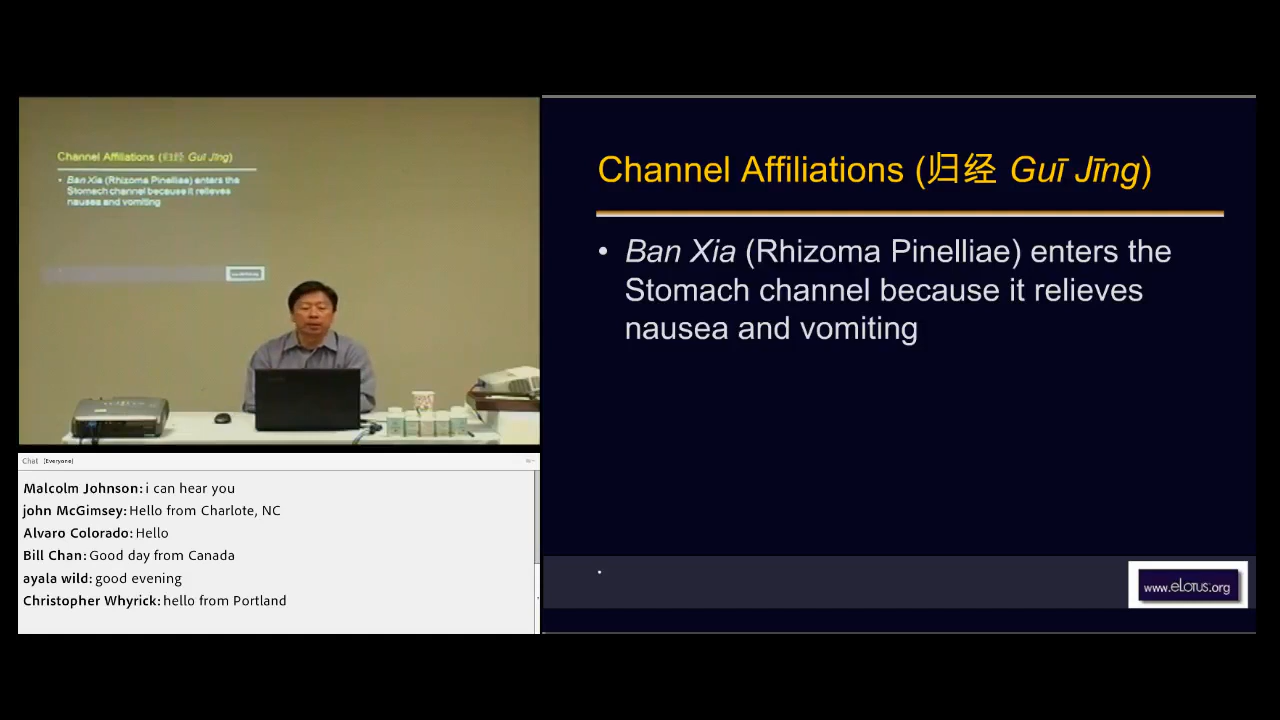 Channel Affiliations (归经 Guī Jīng)
• Ban Xia (Rhizoma Pinelliae) enters the
Stomach channel because it relieves
nausea and vomiting
Channel Affiliations (归经 Guī Jīng)
• Ban Xia (Rhizoma Pinelliae) enters the
Stomach channel because it relieves
nausea and vomiting
www.eLotus.org
Chat (Everyone)
Malcolm Johnson: i can hear you
john McGimsey: Hello from Charlote, NC
Alvaro Colorado: Hello
Bill Chan: Good day from Canada
ayala wild: good evening
Christopher Whyrick: hello from Portland